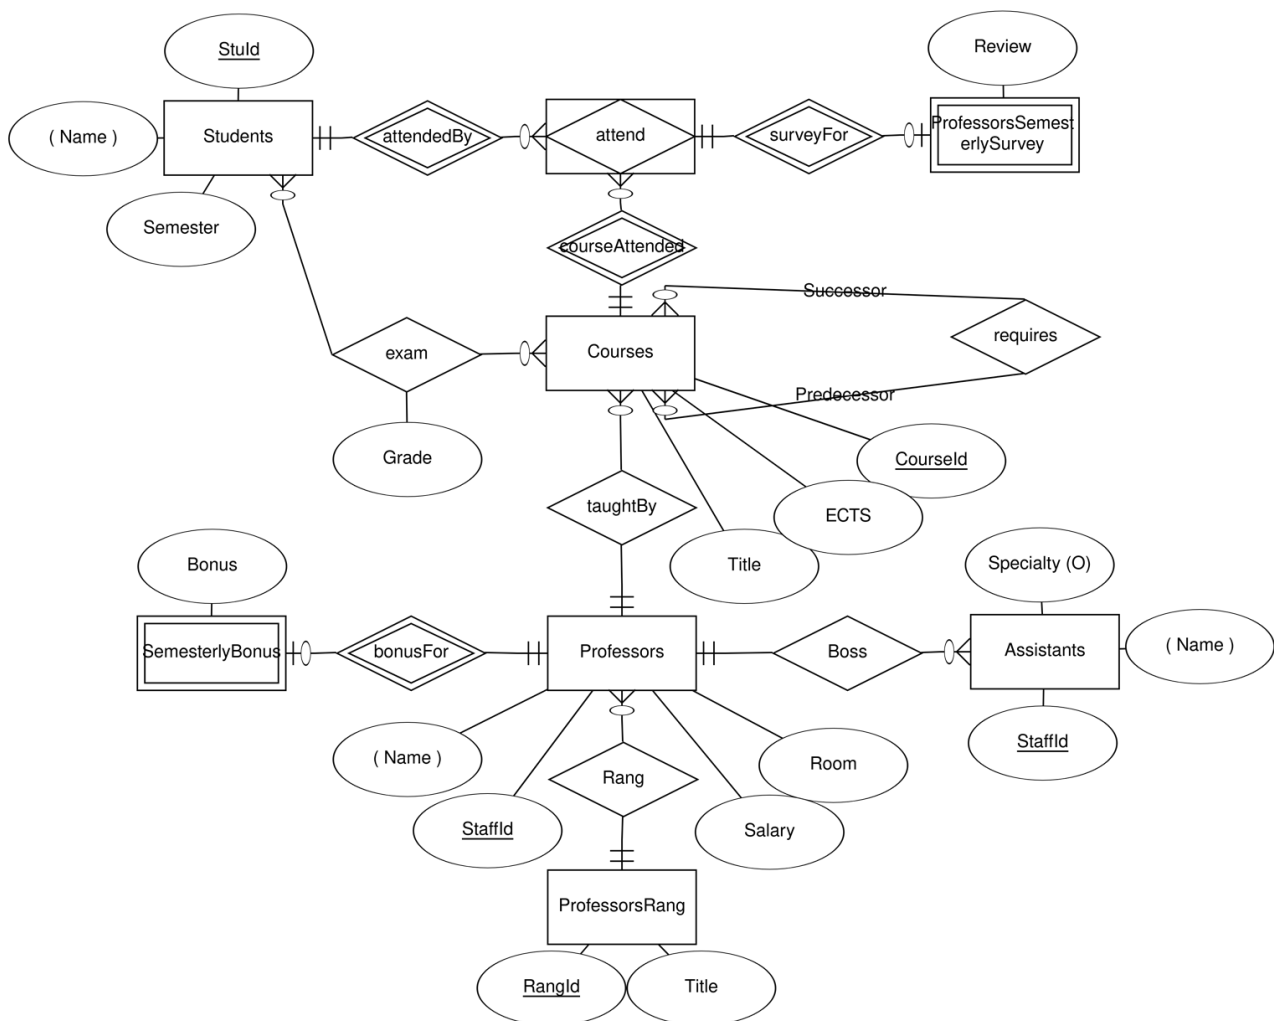 StuId
Review
( Name )
Students
attendedBy
attend
surveyFor
ProfessorsSemest
erlySurvey
Semester
courseAttended
Successor
requires
exam
Courses
Predecessor
Grade
CourseId
taughtBy
ECTS
Bonus
Title
Specialty (O)
SemesterlyBonus
bonusFor
Professors
Boss
Assistants
( Name )
( Name )
StaffId
Room
Rang
StaffId
Salary
ProfessorsRang
RangId
Title